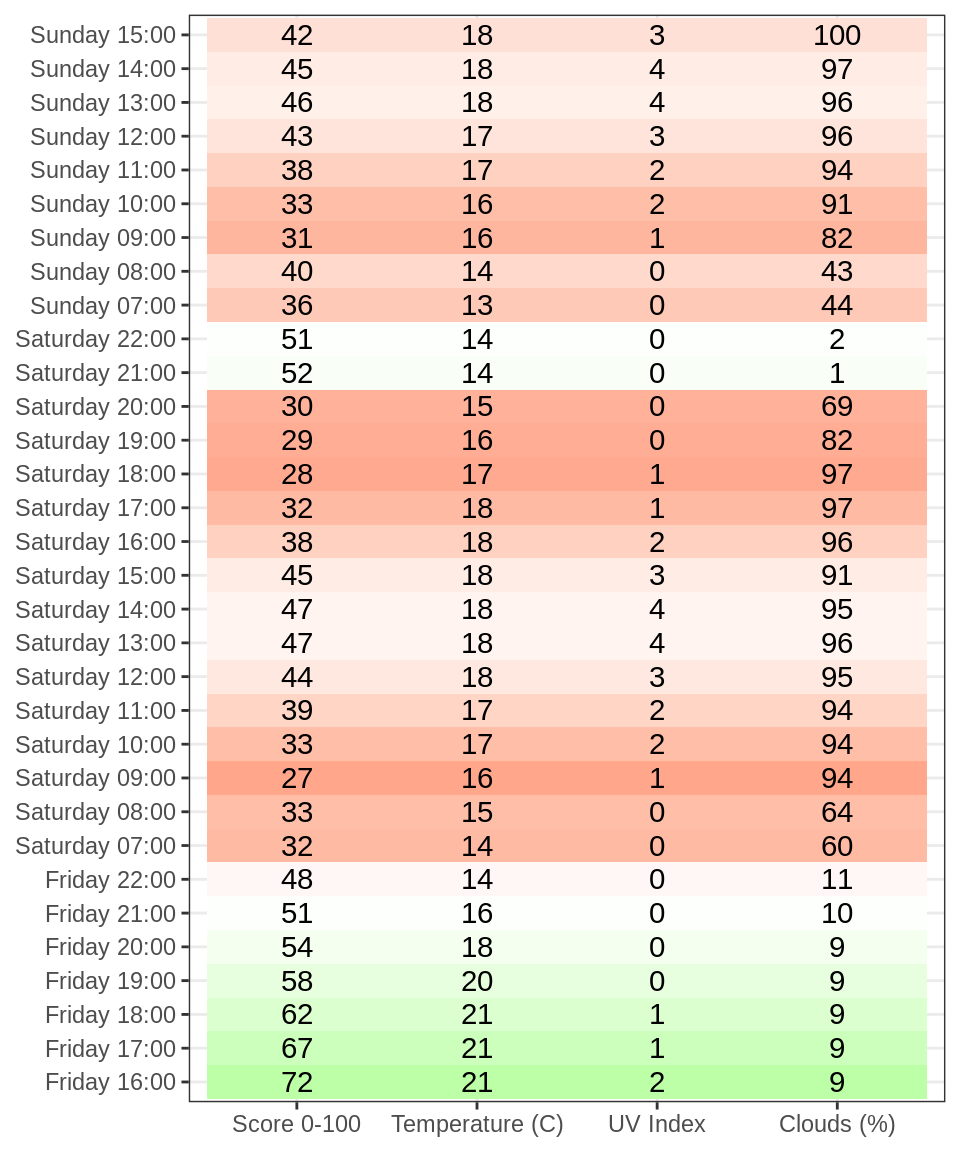 Sunday 15:00 42 18 3 100
Sunday 14:00 45 18 4 97
Sunday 13:00 46 18 4 96
Sunday 12:00 43 17 3 96
Sunday 11:00 38 17 2 94
Sunday 10:00 33 16 2 91
Sunday 09:00 31 16 1 82
Sunday 08:00 40 14 0 43
Sunday 07:00 36 13 0 44
Saturday 22:00 51 14 0 2
Saturday 21:00 52 14 0 1
Saturday 20:00 30 15 0 69
Saturday 19:00 29 16 0 82
Saturday 18:00 28 17 1 97
Saturday 17:00 32 18 1 97
Saturday 16:00 38 18 2 96
Saturday 15:00 45 18 3 91
Saturday 14:00 47 18 4 95
Saturday 13:00 47 18 4 96
Saturday 12:00 44 18 3 95
Saturday 11:00 39 17 2 94
Saturday 10:00 33 17 2 94
Saturday 09:00 27 16 1 94
Saturday 08:00 33 15 0 64
Saturday 07:00 32 14 0 60
Friday 22:00 48 14 0 11
Friday 21:00 51 16 0 10
Friday 20:00 54 18 0 9
Friday 19:00 58 20 0 9
Friday 18:00 62 21 1 9
Friday 17:00 67 21 1 9
Friday 16:00 72 21 2 9
Score 0-100 Temperature (C) UV Index Clouds (%)